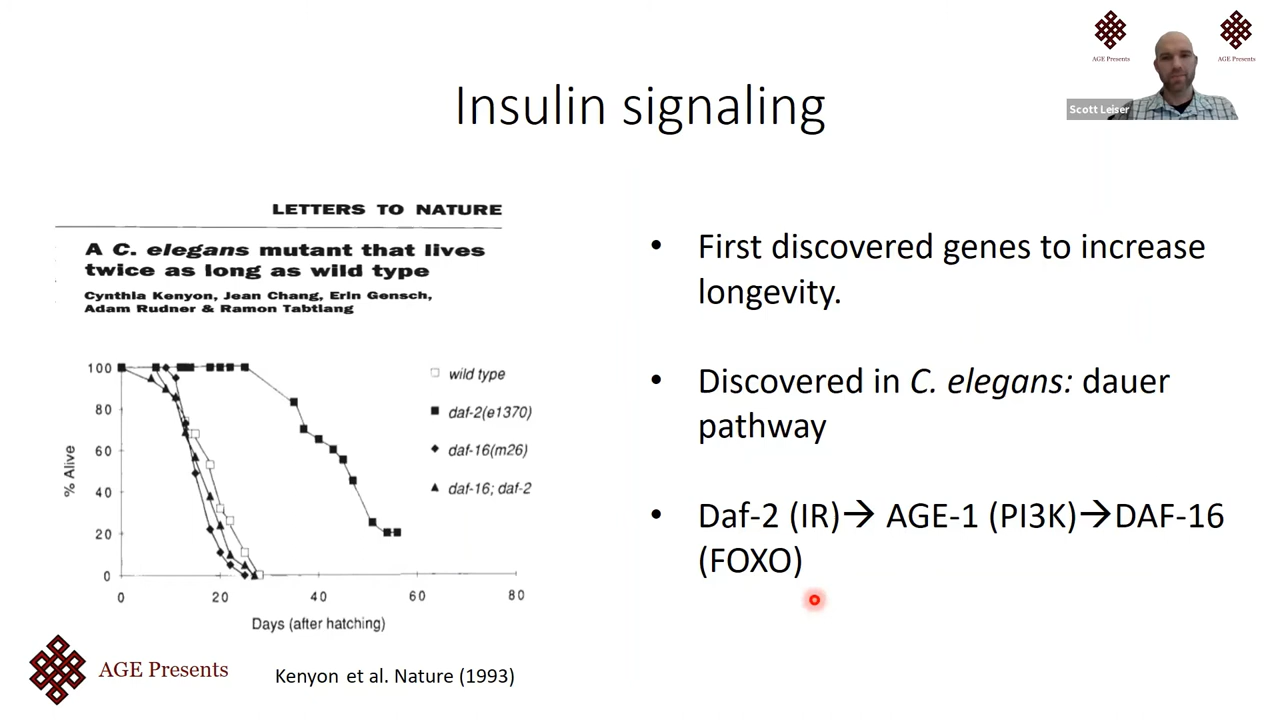 AGE Presents
AGE Presents
Scott Leiser
Insulin signaling
LETTERS TO NATURE
A C. elegans mutant that lives
twice as long as wild type
Cynthia Kenyon, Jean Chang, Erin Gensch,
Adam Rudner & Ramon Tabtiang
% Alive
100
80
60
40
20
0
0 20 40 60 80
Days (after hatching)
wild type
daf-2(e1370)
daf-16(m26)
daf-16; daf-2
• First discovered genes to increase
longevity.
• Discovered in C. elegans: dauer
pathway
• Daf-2 (IR)→ AGE-1 (PI3K)→DAF-16
(FOXO)
AGE Presents
Kenyon et al. Nature (1993)